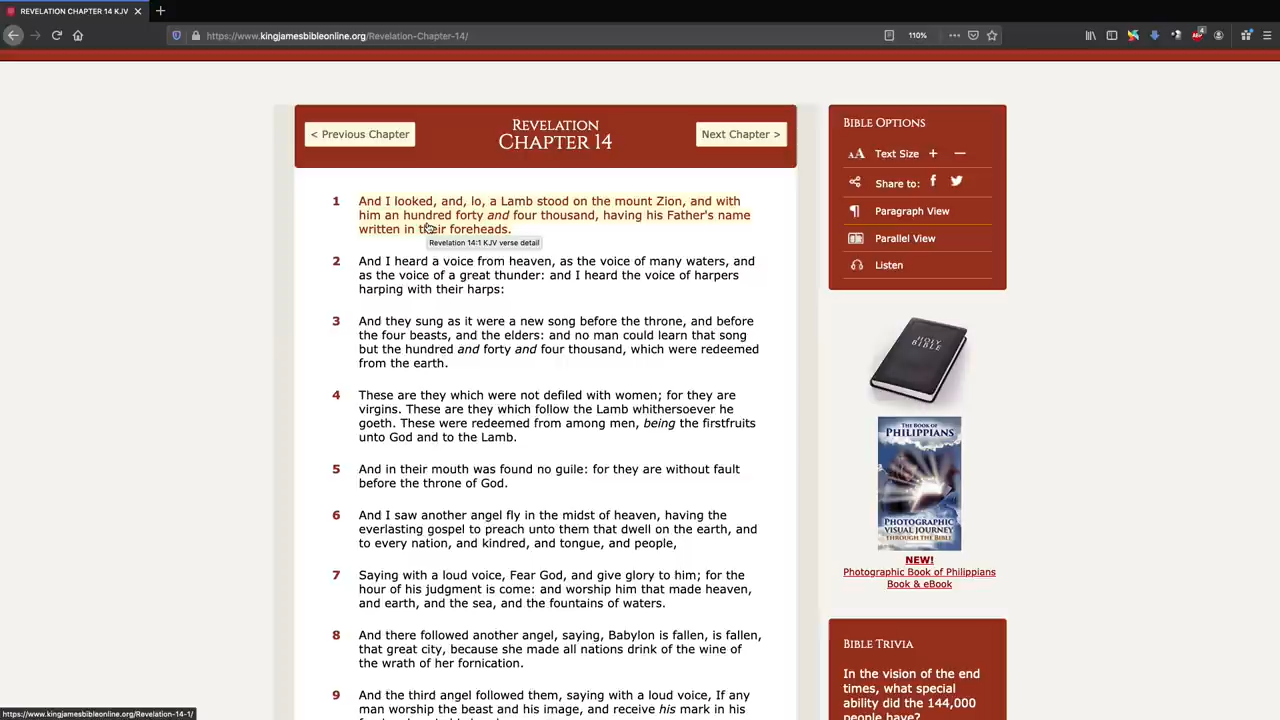 REVELATION CHAPTER 14 KJV
https://www.kingjamesbibleonline.org/Revelation-Chapter-14/
110%
< Previous Chapter
REVELATION
CHAPTER 14
Next Chapter >
1 And I looked, and, lo, a Lamb stood on the mount Zion, and with
him an hundred forty and four thousand, having his Father's name
written in their foreheads.
Revelation 14:1 KJV verse detail
2 And I heard a voice from heaven, as the voice of many waters, and
as the voice of a great thunder: and I heard the voice of harpers
harping with their harps:
3 And they sung as it were a new song before the throne, and before
the four beasts, and the elders: and no man could learn that song
but the hundred and forty and four thousand, which were redeemed
from the earth.
4 These are they which were not defiled with women; for they are
virgins. These are they which follow the Lamb whithersoever he
goeth. These were redeemed from among men, being the firstfruits
unto God and to the Lamb.
5 And in their mouth was found no guile: for they are without fault
before the throne of God.
6 And I saw another angel fly in the midst of heaven, having the
everlasting gospel to preach unto them that dwell on the earth, and
to every nation, and kindred, and tongue, and people,
7 Saying with a loud voice, Fear God, and give glory to him; for the
hour of his judgment is come: and worship him that made heaven,
and earth, and the sea, and the fountains of waters.
8 And there followed another angel, saying, Babylon is fallen, is fallen,
that great city, because she made all nations drink of the wine of
the wrath of her fornication.
9 And the third angel followed them, saying with a loud voice, If any
man worship the beast and his image, and receive his mark in his
BIBLE OPTIONS
AA Text Size + −
Share to:
Paragraph View
Parallel View
Listen
HOLY
BIBLE
THE BOOK OF
PHILIPPIANS
PHOTOGRAPHIC
VISUAL JOURNEY
THROUGH THE BIBLE
NEW!
Photographic Book of Philippians
Book & eBook
BIBLE TRIVIA
In the vision of the end
times, what special
ability did the 144,000
people have?
https://www.kingjamesbibleonline.org/Revelation-14-1/